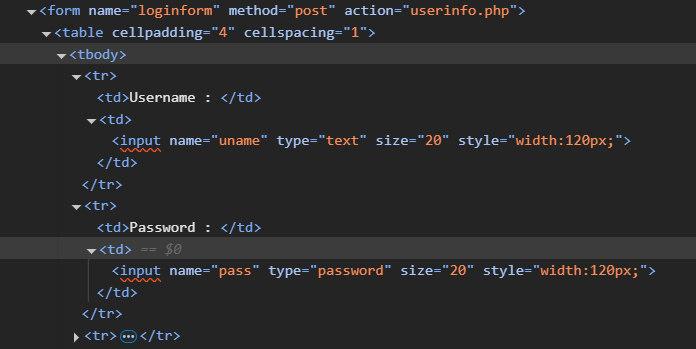 <form name="loginform" method="post" action="userinfo.php">
<table cellpadding="4" cellspacing="1">
<tbody>
<tr>
<td>Username : </td>
<td>
<input name="uname" type="text" size="20" style="width:120px;">
</td>
</tr>
<tr>
<td>Password : </td>
<td> == $0
<input name="pass" type="password" size="20" style="width:120px;">
</td>
</tr>
<tr>…</tr>